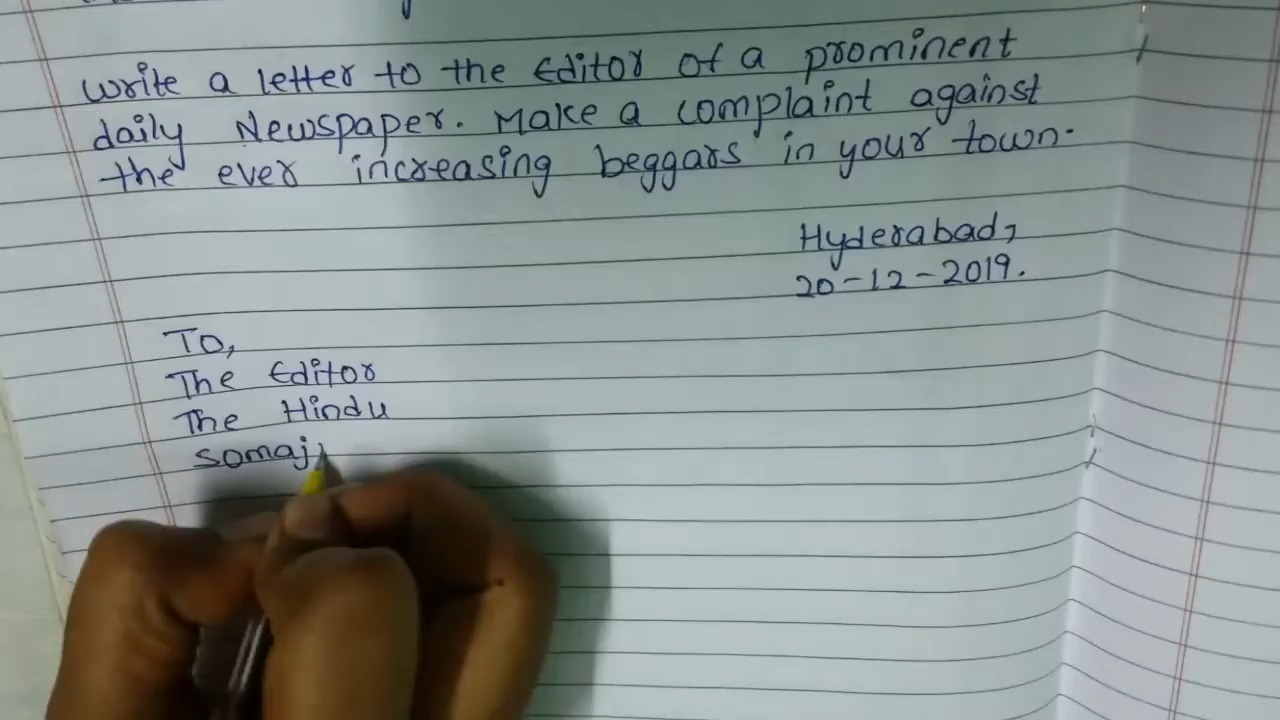 write a letter to the Editor of a prominent
daily Newspaper. Make a complaint against
the ever increasing beggars in your town.
Hyderabad,
20-12-2019.
To,
The Editor
The Hindu
somaj